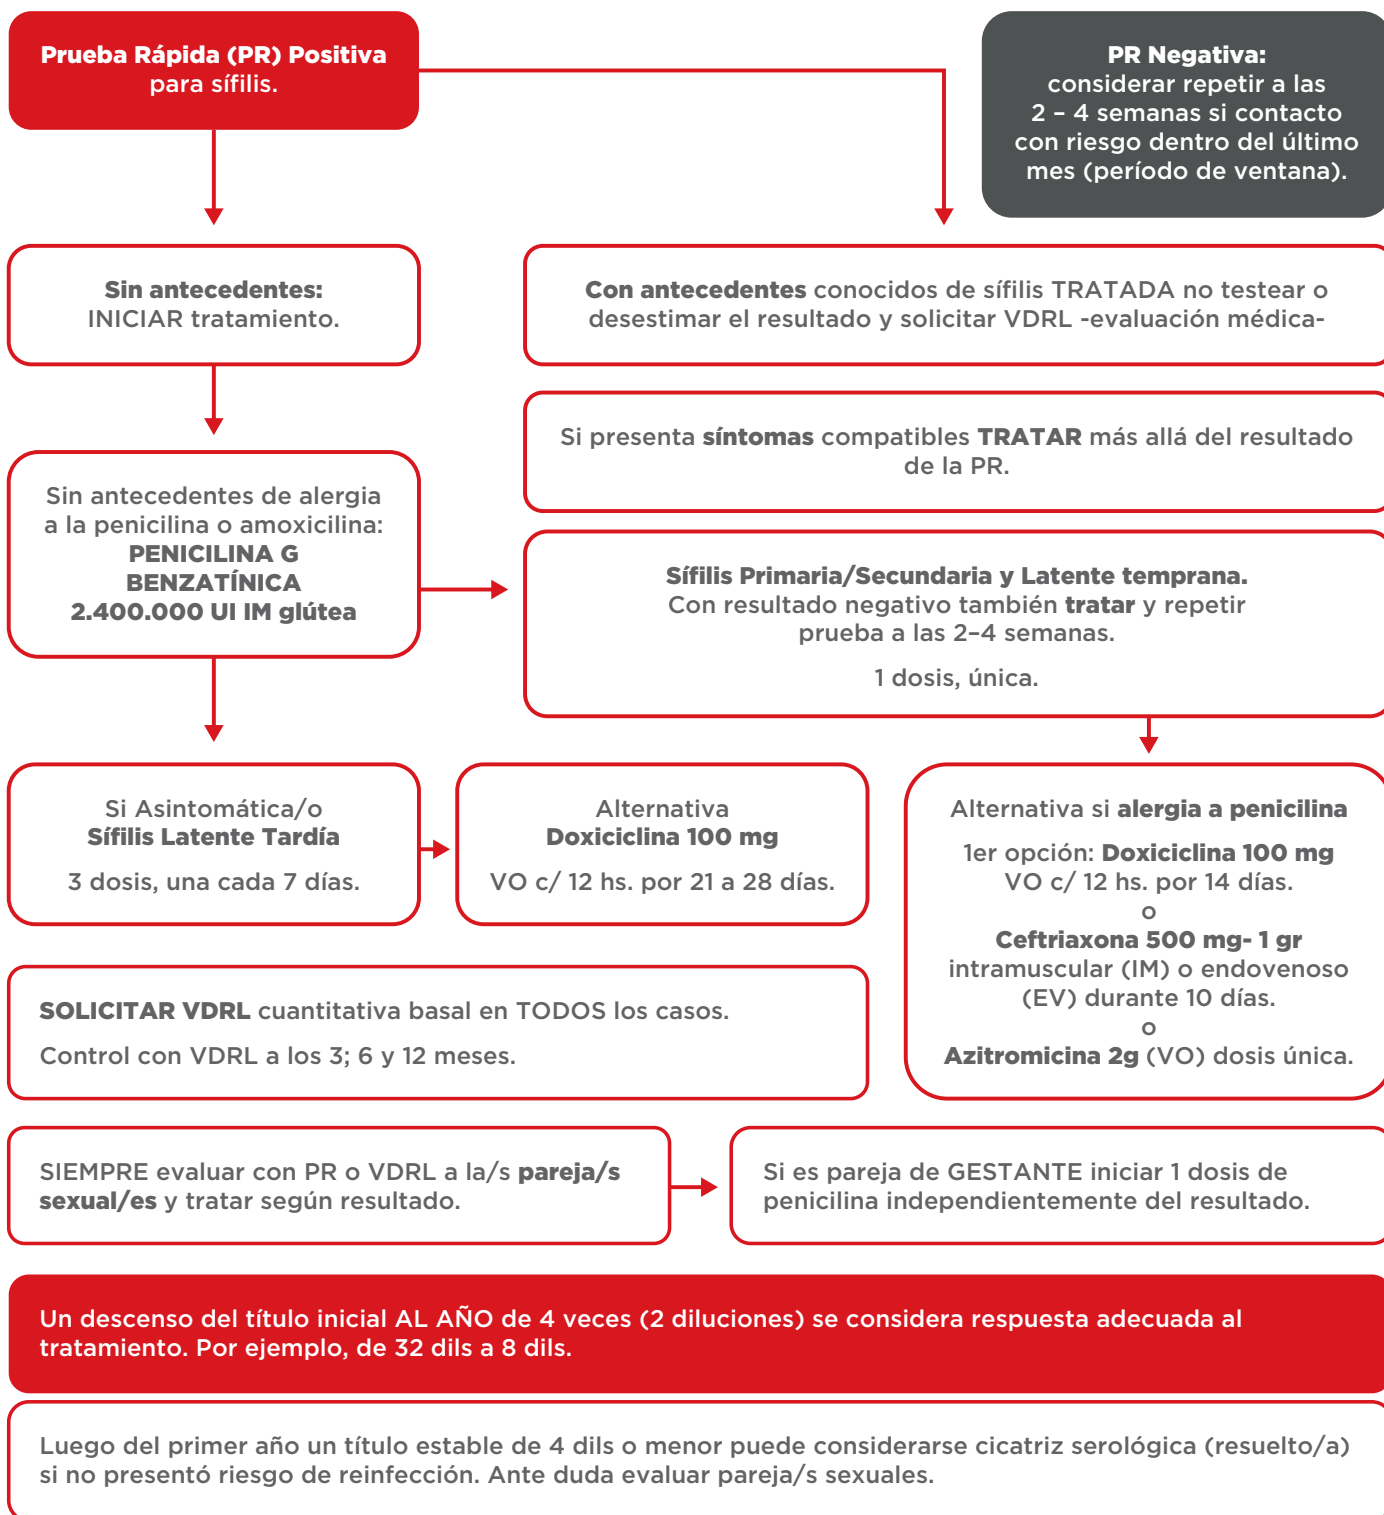 Prueba Rápida (PR) Positiva
para sífilis.
PR Negativa:
considerar repetir a las
2 – 4 semanas si contacto
con riesgo dentro del último
mes (período de ventana).
Sin antecedentes:
INICIAR tratamiento.
Con antecedentes conocidos de sífilis TRATADA no testear o
desestimar el resultado y solicitar VDRL -evaluación médica-
Si presenta síntomas compatibles TRATAR más allá del resultado
de la PR.
Sin antecedentes de alergia
a la penicilina o amoxicilina:
PENICILINA G
BENZATÍNICA
2.400.000 UI IM glútea
Sífilis Primaria/Secundaria y Latente temprana.
Con resultado negativo también tratar y repetir
prueba a las 2–4 semanas.
1 dosis, única.
Si Asintomática/o
Sífilis Latente Tardía
3 dosis, una cada 7 días.
Alternativa
Doxiciclina 100 mg
VO c/ 12 hs. por 21 a 28 días.
Alternativa si alergia a penicilina
1er opción: Doxiciclina 100 mg
VO c/ 12 hs. por 14 días.
o
Ceftriaxona 500 mg- 1 gr
intramuscular (IM) o endovenoso
(EV) durante 10 días.
o
Azitromicina 2g (VO) dosis única.
SOLICITAR VDRL cuantitativa basal en TODOS los casos.
Control con VDRL a los 3; 6 y 12 meses.
SIEMPRE evaluar con PR o VDRL a la/s pareja/s
sexual/es y tratar según resultado.
Si es pareja de GESTANTE iniciar 1 dosis de
penicilina independientemente del resultado.
Un descenso del título inicial AL AÑO de 4 veces (2 diluciones) se considera respuesta adecuada al
tratamiento. Por ejemplo, de 32 dils a 8 dils.
Luego del primer año un título estable de 4 dils o menor puede considerarse cicatriz serológica (resuelto/a)
si no presentó riesgo de reinfección. Ante duda evaluar pareja/s sexuales.